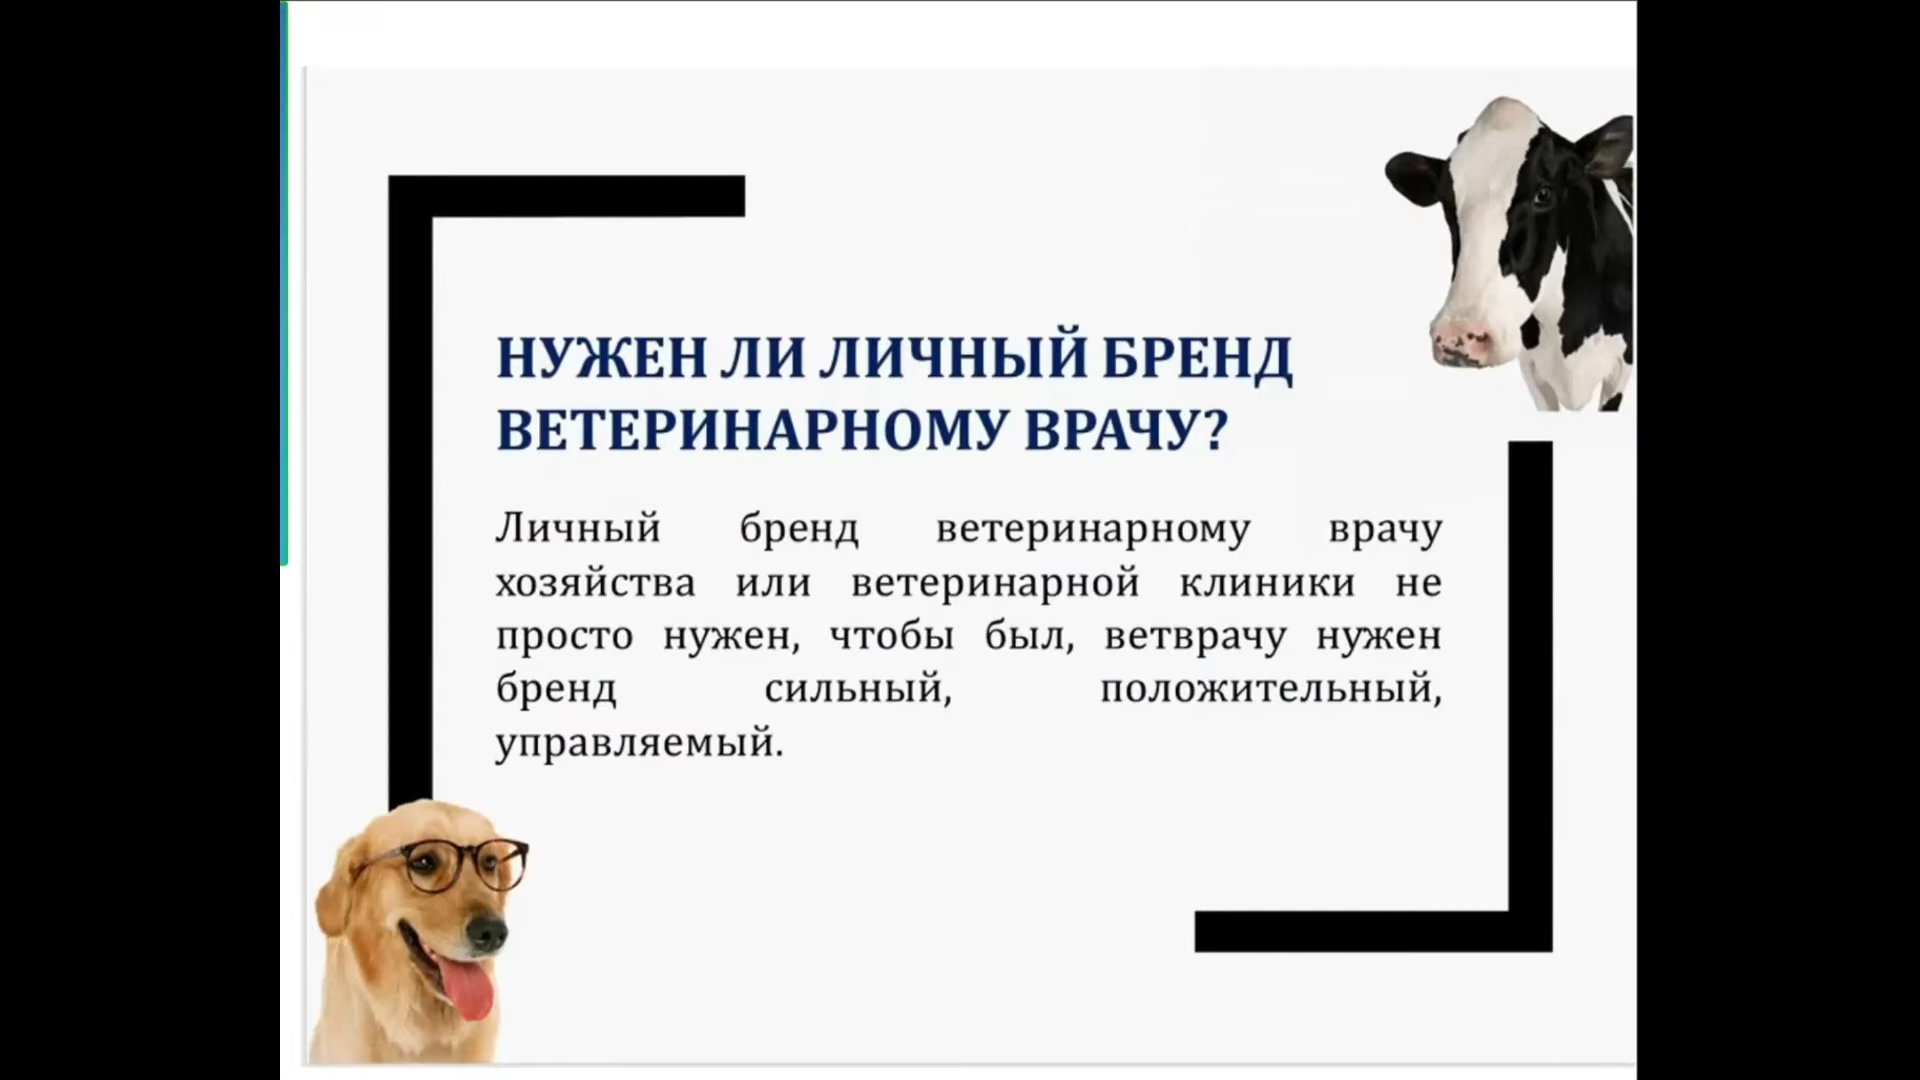 НУЖЕН ЛИ ЛИЧНЫЙ БРЕНД
ВЕТЕРИНАРНОМУ ВРАЧУ?
Личный бренд ветеринарному врачу
хозяйства или ветеринарной клиники не
просто нужен, чтобы был, ветврачу нужен
бренд сильный, положительный,
управляемый.